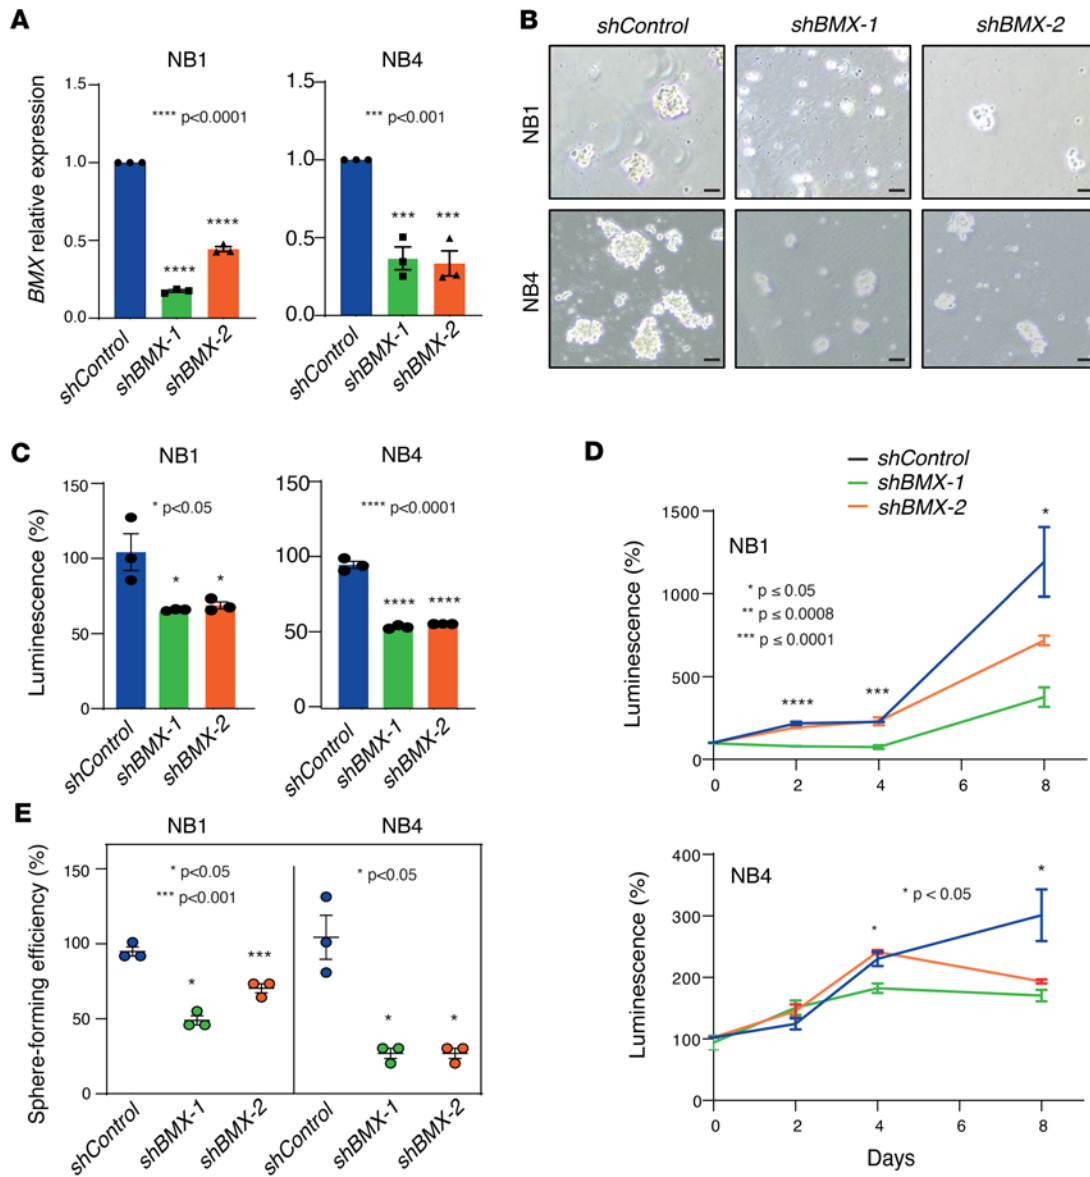 A
NB1
NB4
BMX relative expression
1.5
1.0
0.5
0.0
**** p<0.0001
****
****
shControl
shBMX-1
shBMX-2
1.5
1.0
0.5
0.0
*** p<0.001
***
***
shControl
shBMX-1
shBMX-2
B
shControl
shBMX-1
shBMX-2
NB1
NB4
C
NB1
NB4
Luminescence (%)
150
100
50
0
* p<0.05
*
*
shControl
shBMX-1
shBMX-2
150
100
50
0
**** p<0.0001
****
****
shControl
shBMX-1
shBMX-2
D
shControl
shBMX-1
shBMX-2
Luminescence (%)
1500
1000
500
0
NB1
* p ≤ 0.05
** p ≤ 0.0008
*** p ≤ 0.0001
****
***
*
0
2
4
6
8
Luminescence (%)
400
300
200
100
0
NB4
* p < 0.05
*
*
0
2
4
6
8
Days
E
NB1
NB4
Sphere-forming efficiency (%)
150
100
50
0
* p<0.05
*** p<0.001
*
***
* p<0.05
*
*
shControl
shBMX-1
shBMX-2
shControl
shBMX-1
shBMX-2